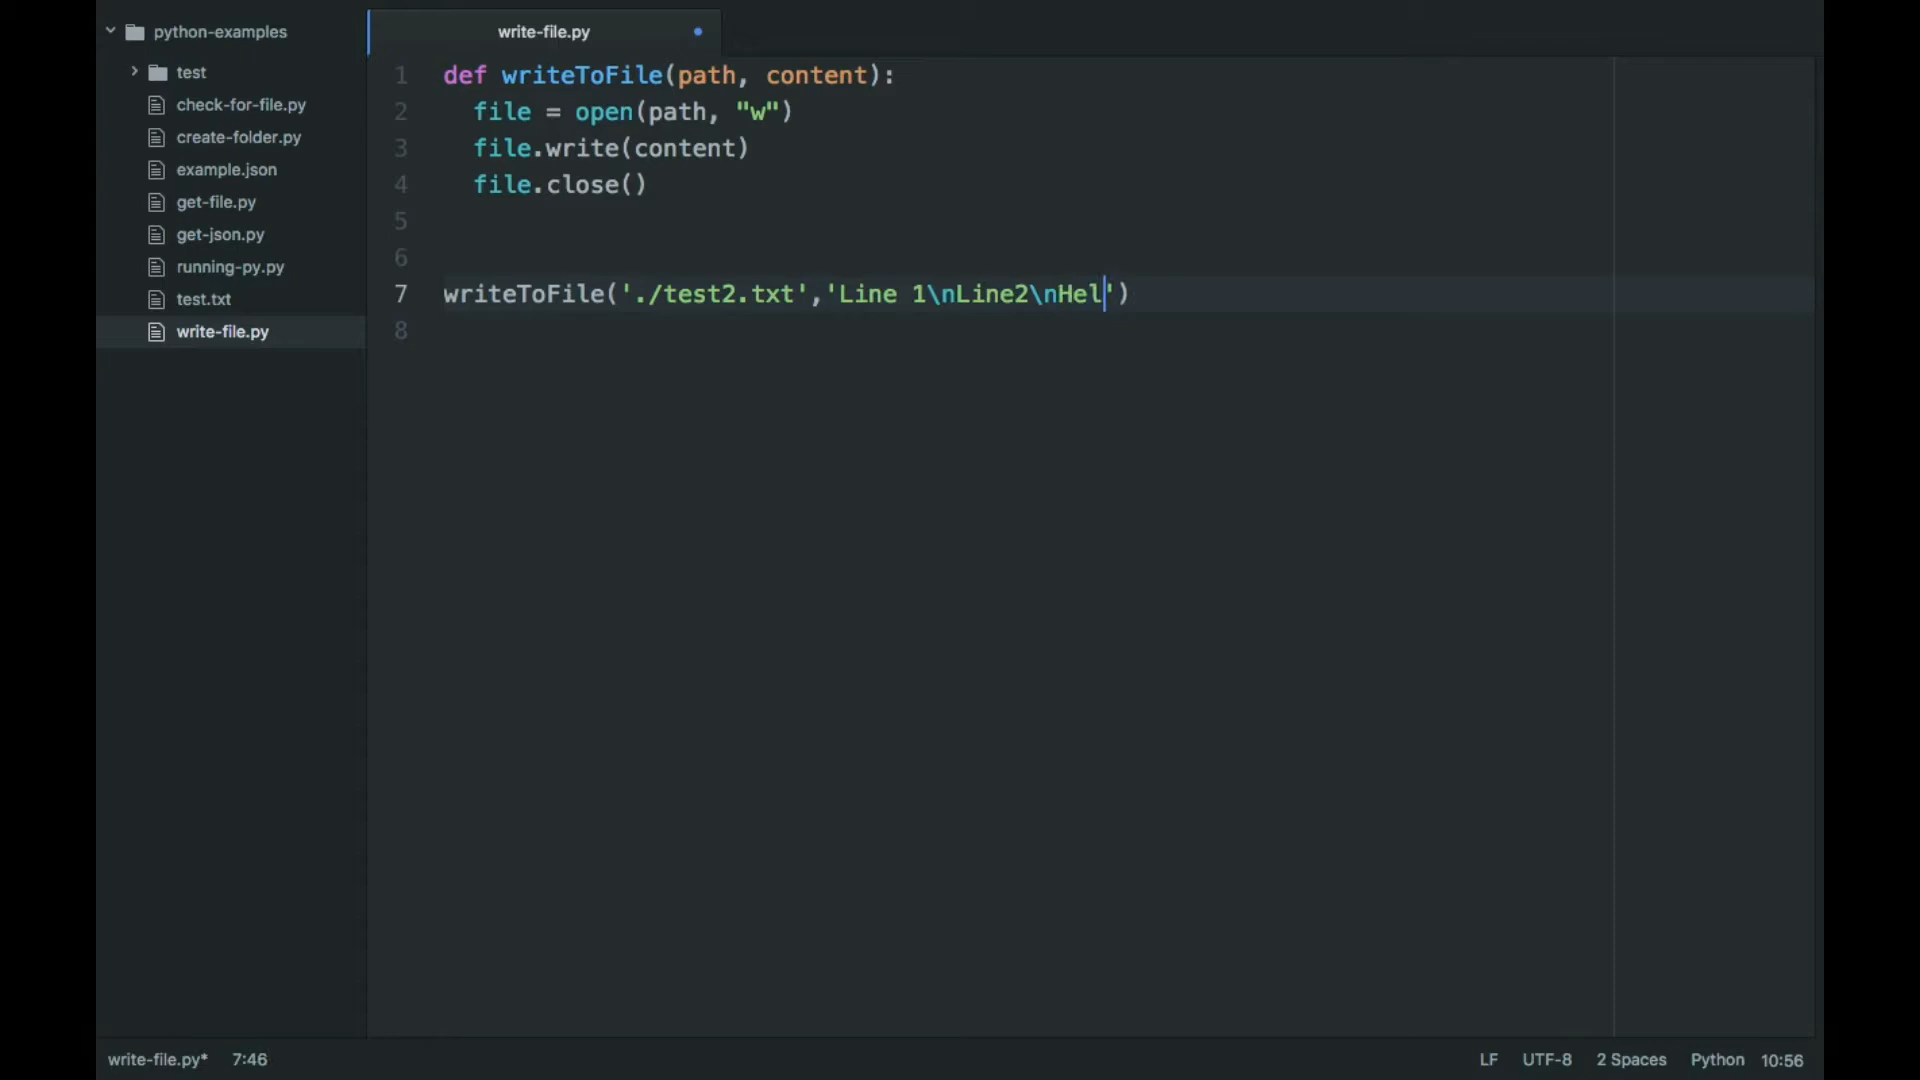 python-examples
test
check-for-file.py
create-folder.py
example.json
get-file.py
get-json.py
running-py.py
test.txt
write-file.py
write-file.py
1 def writeToFile(path, content):
2   file = open(path, "w")
3   file.write(content)
4   file.close()
5
6
7 writeToFile('./test2.txt','Line 1\nLine2\nHel')
8
write-file.py* 7:46 LF UTF-8 2 Spaces Python 10:56